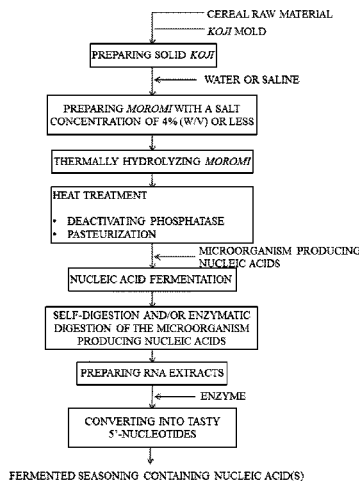 CEREAL RAW MATERIAL
KOJI MOLD
PREPARING SOLID KOJI
WATER OR SALINE
PREPARING MOROMI WITH A SALT
CONCENTRATION OF 4% (W/V) OR LESS
THERMALLY HYDROLYZING MOROMI
HEAT TREATMENT
• DEACTIVATING PHOSPHATASE
• PASTEURIZATION
MICROORGANISM PRODUCING
NUCLEIC ACIDS
NUCLEIC ACID FERMENTATION
SELF-DIGESTION AND/OR ENZYMATIC
DIGESTION OF THE MICROORGANISM
PRODUCING NUCLEIC ACIDS
PREPARING RNA EXTRACTS
ENZYME
CONVERTING INTO TASTY
5'-NUCLEOTIDES
FERMENTED SEASONING CONTAINING NUCLEIC ACID(S)